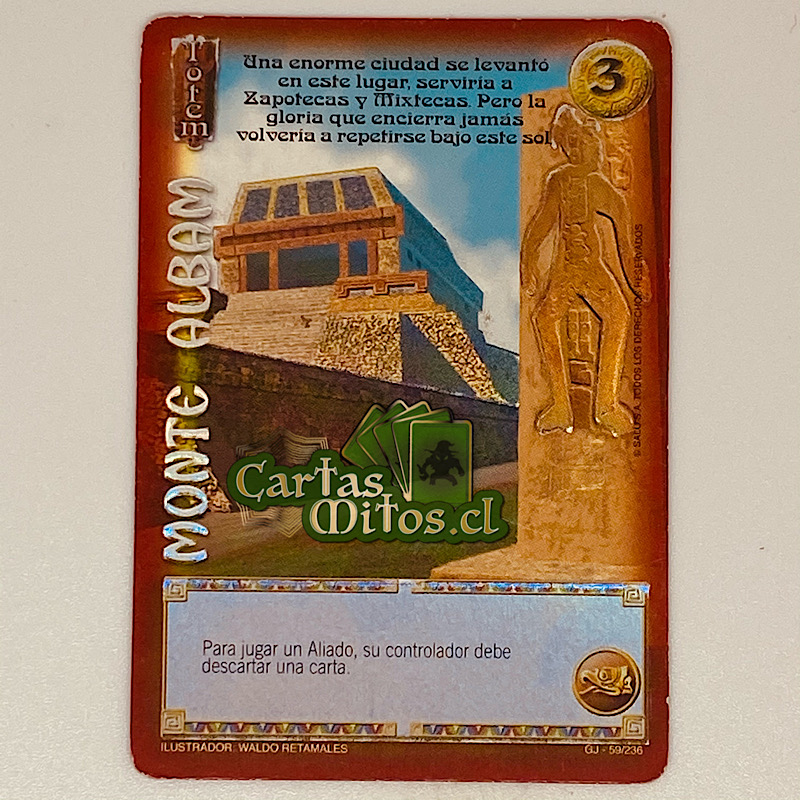 Totem
Una enorme ciudad se levantó
en este lugar, serviría a
Zapotecas y Mixtecas. Pero la
gloria que encierra jamás
volvería a repetirse bajo este sol
3
MONTE ALBAM
© SALO S.A. TODOS LOS DERECHOS RESERVADOS
Cartas
Mitos.cl
Para jugar un Aliado, su controlador debe
descartar una carta.
ILUSTRADOR: WALDO RETAMALES
GJ - 59/236